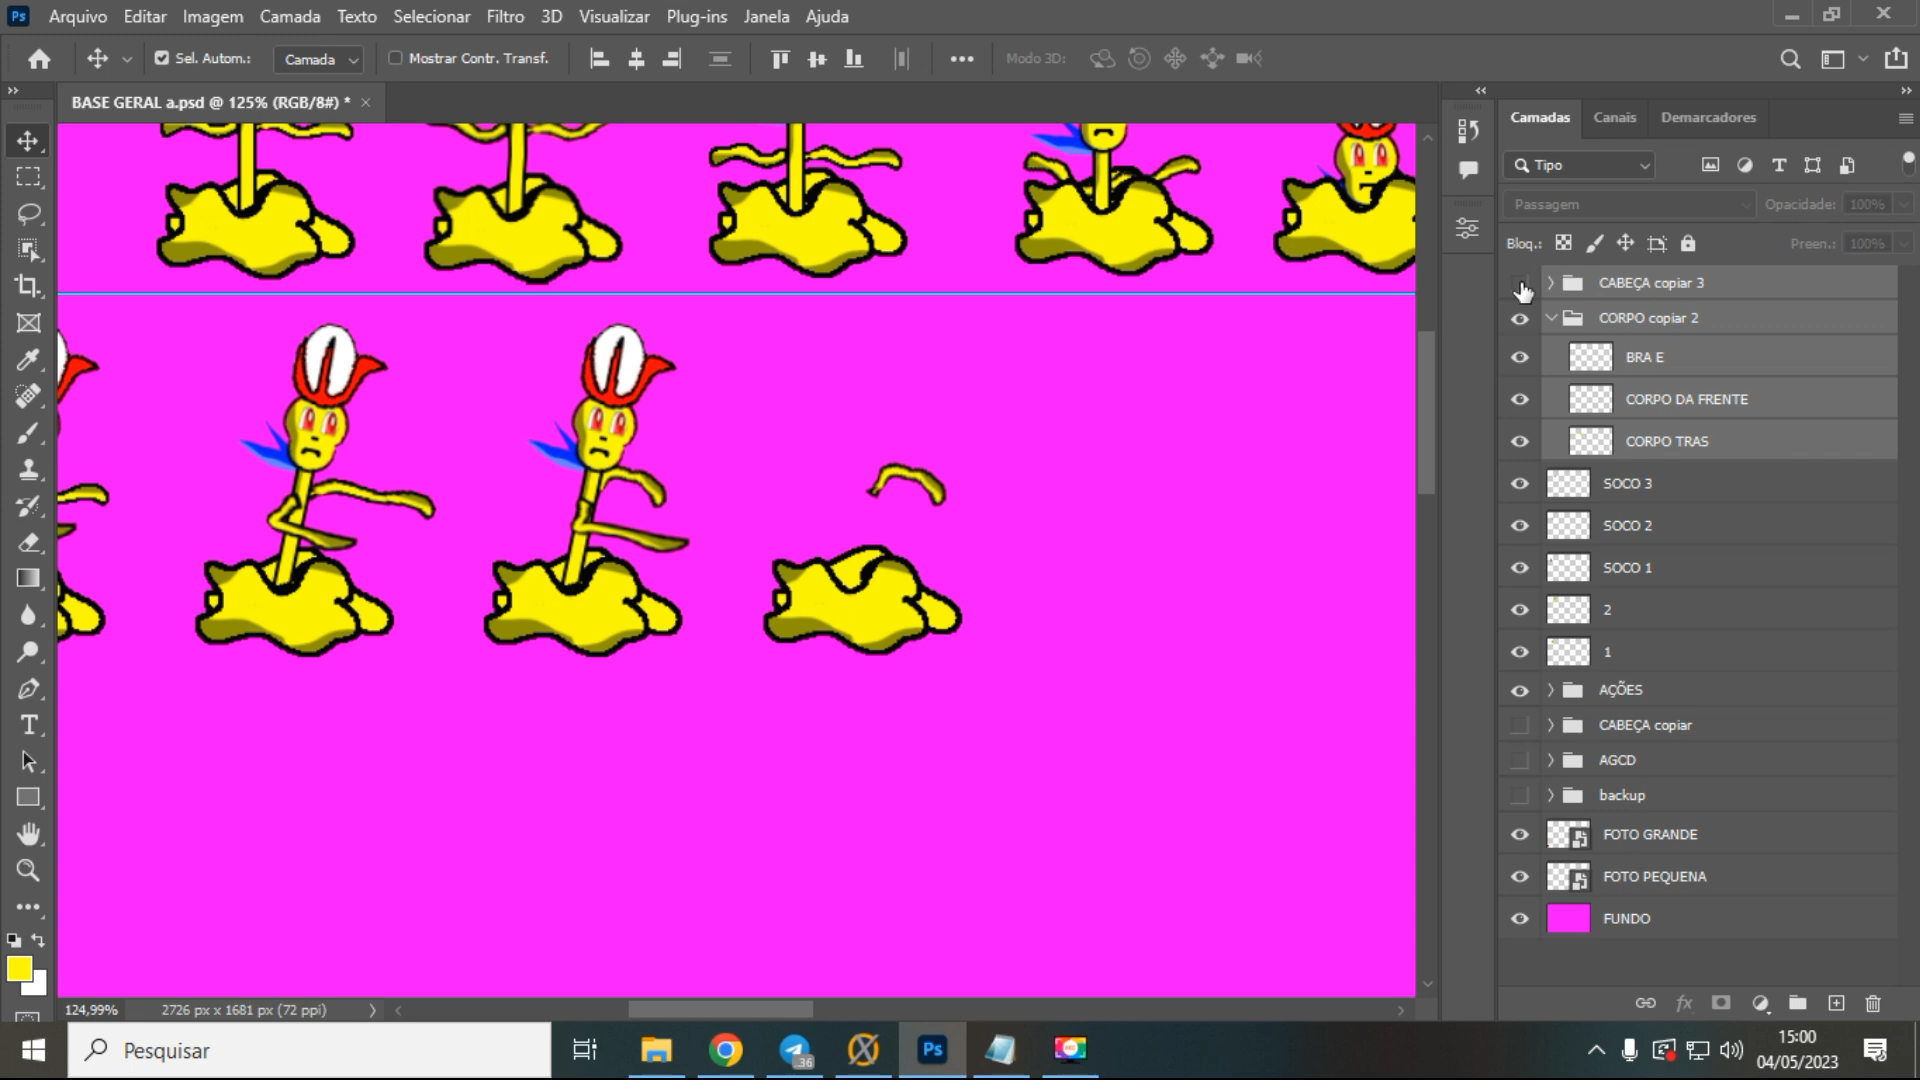 Ps Arquivo Editar Imagem Camada Texto Selecionar Filtro 3D Visualizar Plug-ins Janela Ajuda
Sel. Autom.: Camada Mostrar Contr. Transf. Modo 3D:
BASE GERAL a.psd @ 125% (RGB/8#) *
Camadas Canais Demarcadores
Tipo
Passagem Opacidade: 100%
Bloq.: Preen.: 100%
CABEÇA copiar 3
CORPO copiar 2
BRA E
CORPO DA FRENTE
CORPO TRAS
SOCO 3
SOCO 2
SOCO 1
2
1
AÇÕES
CABEÇA copiar
AGCD
backup
FOTO GRANDE
FOTO PEQUENA
FUNDO
124,99% 2726 px x 1681 px (72 ppi)
Pesquisar
36
Ps
15:00
04/05/2023